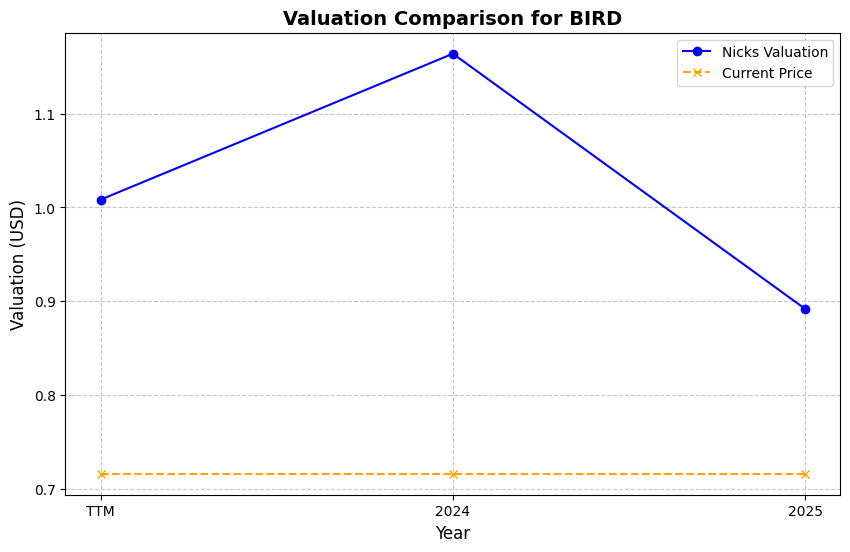 Valuation Comparison for BIRD
Nicks Valuation
Current Price
Valuation (USD)
1.1
1.0
0.9
0.8
0.7
TTM
2024
2025
Year